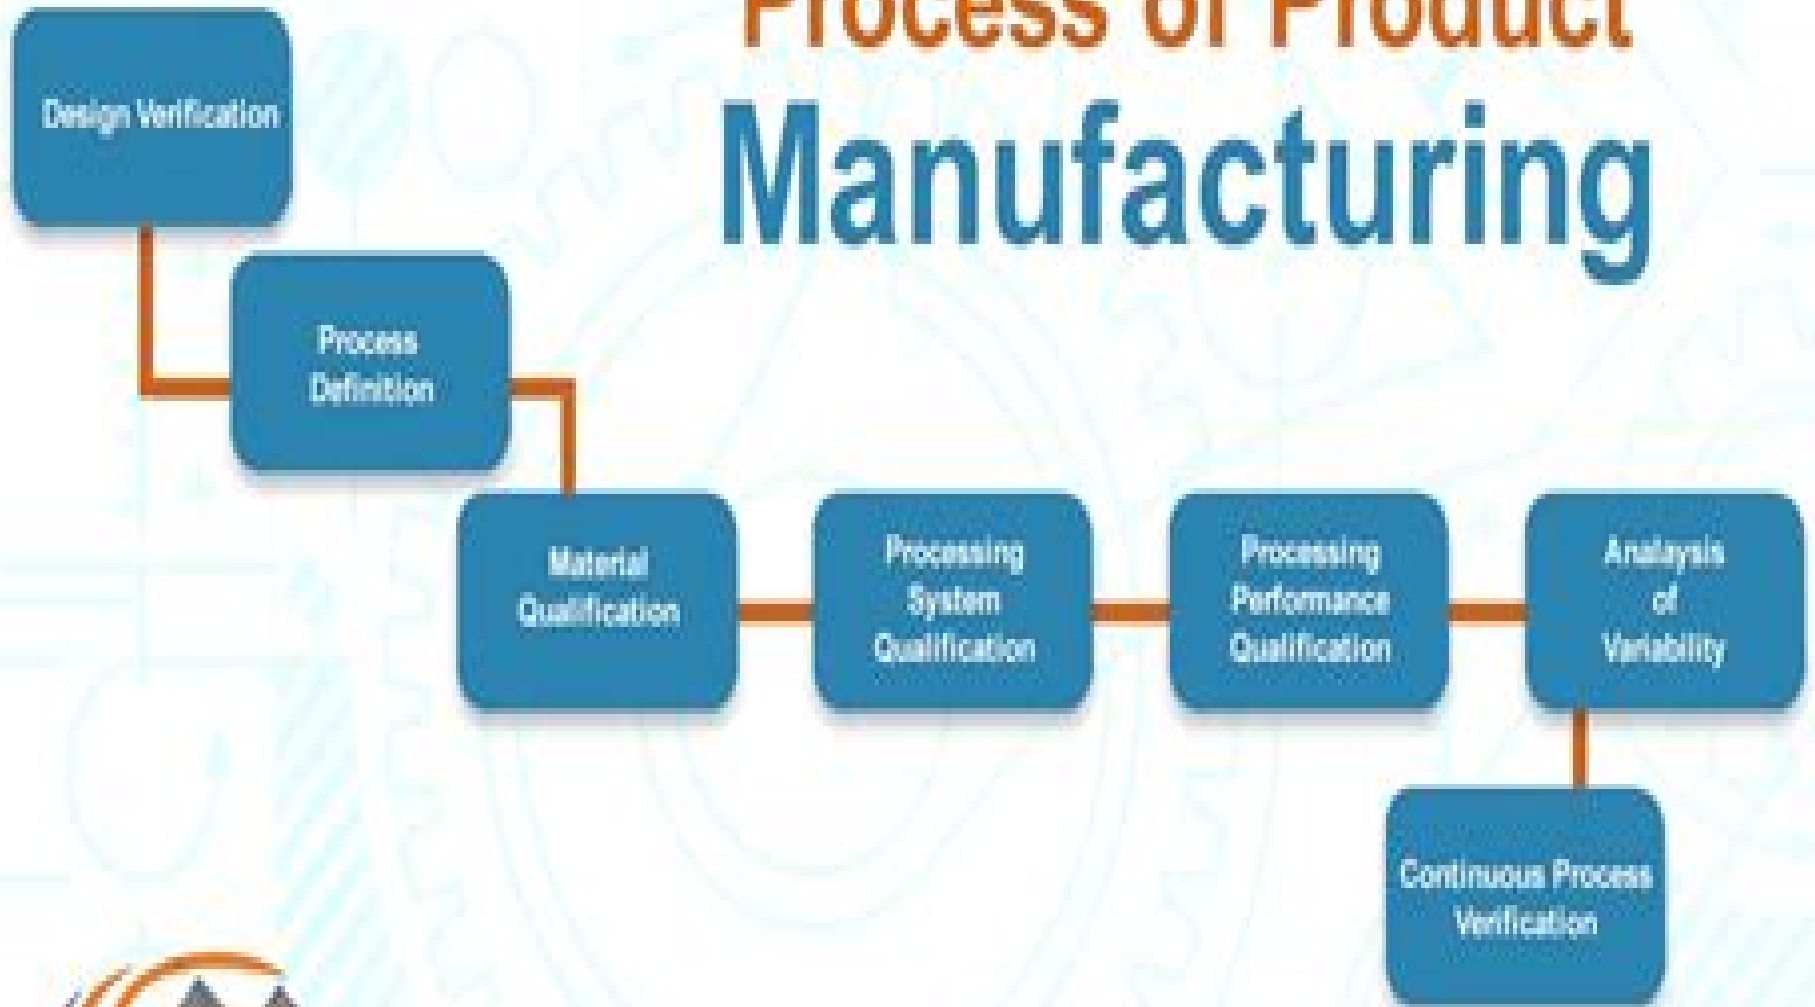 Process of Product
Manufacturing
Design Verification
Process
Definition
Material
Qualification
Processing
System
Qualification
Processing
Performance
Qualification
Analaysis
of
Variability
Continuous Process
Verification